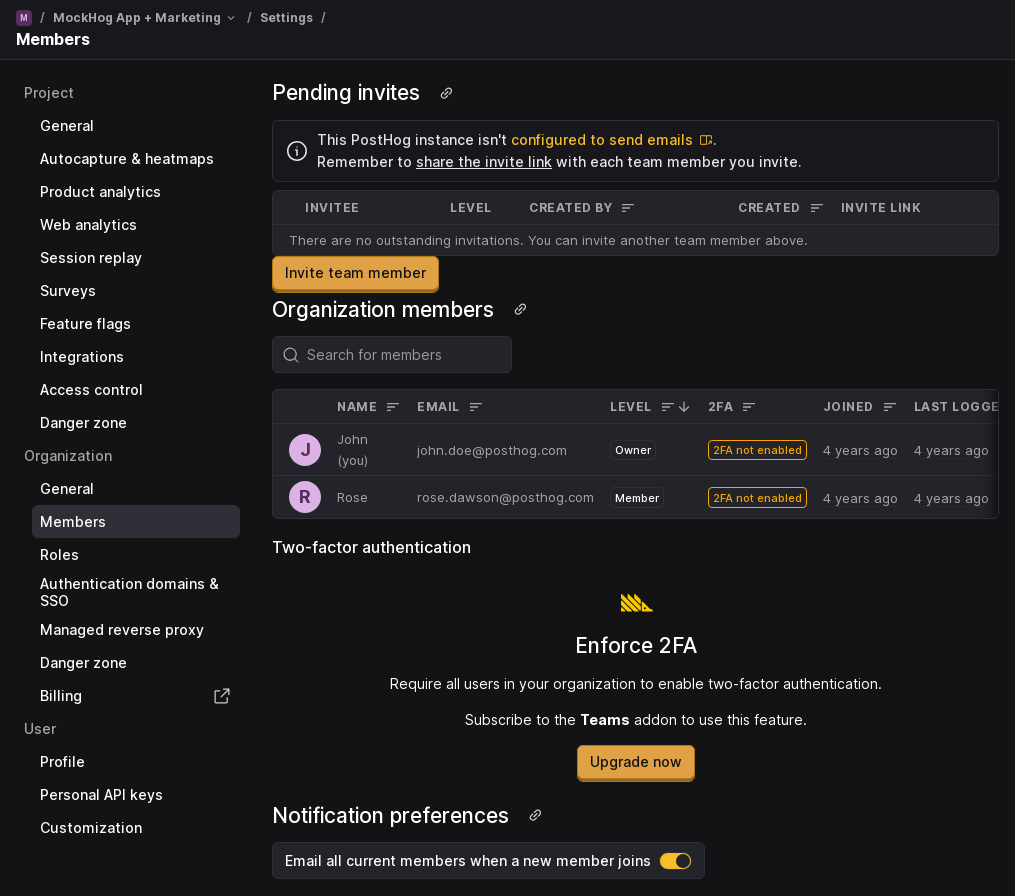 M / MockHog App + Marketing / Settings /
Members
Project
General
Autocapture & heatmaps
Product analytics
Web analytics
Session replay
Surveys
Feature flags
Integrations
Access control
Danger zone
Organization
General
Members
Roles
Authentication domains &
SSO
Managed reverse proxy
Danger zone
Billing
User
Profile
Personal API keys
Customization
Pending invites
This PostHog instance isn't configured to send emails.
Remember to share the invite link with each team member you invite.
INVITEE LEVEL CREATED BY CREATED INVITE LINK
There are no outstanding invitations. You can invite another team member above.
Invite team member
Organization members
Search for members
NAME EMAIL LEVEL 2FA JOINED LAST LOGGE
J John
(you) john.doe@posthog.com Owner 2FA not enabled 4 years ago 4 years ago
R Rose rose.dawson@posthog.com Member 2FA not enabled 4 years ago 4 years ago
Two-factor authentication
Enforce 2FA
Require all users in your organization to enable two-factor authentication.
Subscribe to the Teams addon to use this feature.
Upgrade now
Notification preferences
Email all current members when a new member joins